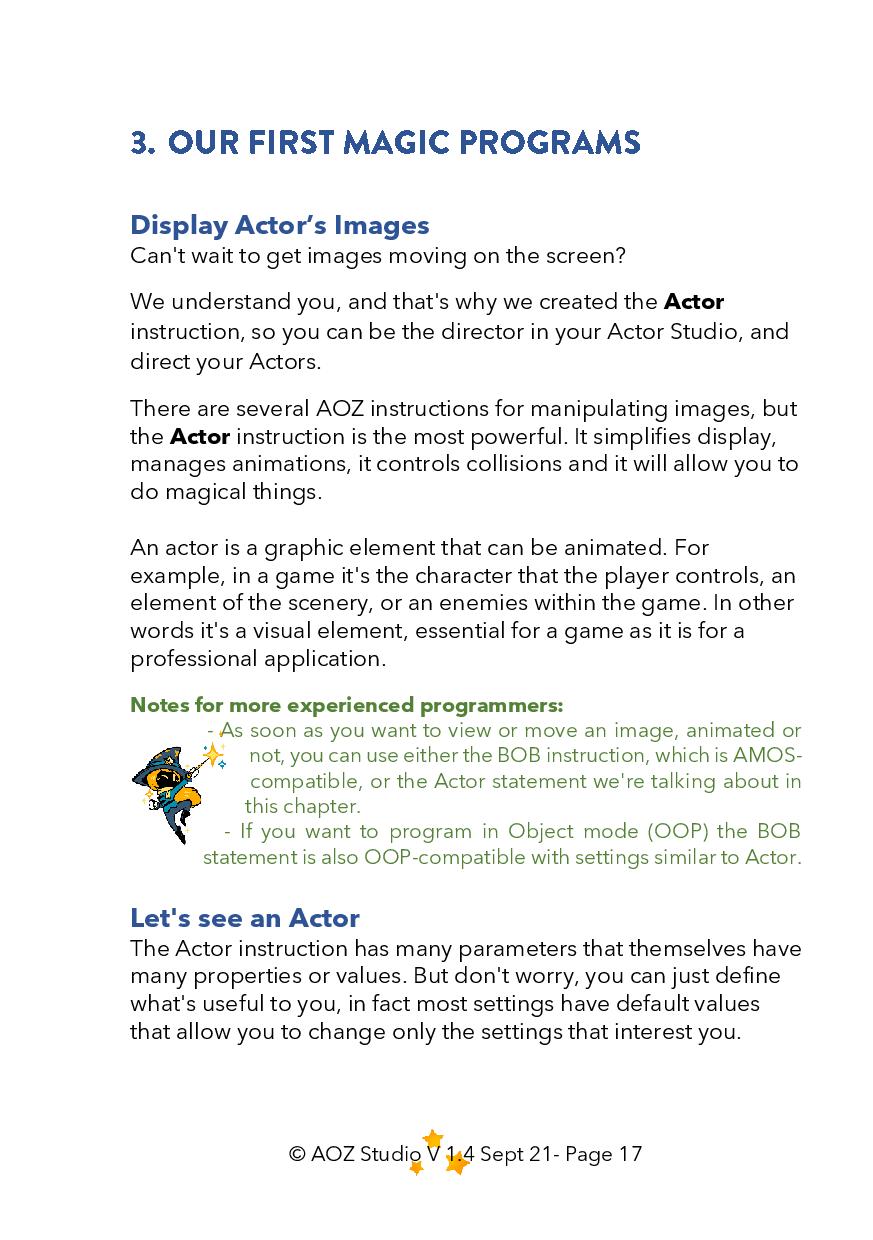 3. OUR FIRST MAGIC PROGRAMS
Display Actor’s Images
Can't wait to get images moving on the screen?
We understand you, and that's why we created the Actor
instruction, so you can be the director in your Actor Studio, and
direct your Actors.
There are several AOZ instructions for manipulating images, but
the Actor instruction is the most powerful. It simplifies display,
manages animations, it controls collisions and it will allow you to
do magical things.
An actor is a graphic element that can be animated. For
example, in a game it's the character that the player controls, an
element of the scenery, or an enemies within the game. In other
words it's a visual element, essential for a game as it is for a
professional application.
Notes for more experienced programmers:
- As soon as you want to view or move an image, animated or
not, you can use either the BOB instruction, which is AMOS-
compatible, or the Actor statement we're talking about in
this chapter.
- If you want to program in Object mode (OOP) the BOB
statement is also OOP-compatible with settings similar to Actor.
Let's see an Actor
The Actor instruction has many parameters that themselves have
many properties or values. But don't worry, you can just define
what's useful to you, in fact most settings have default values
that allow you to change only the settings that interest you.
© AOZ Studio V 1.4 Sept 21- Page 17